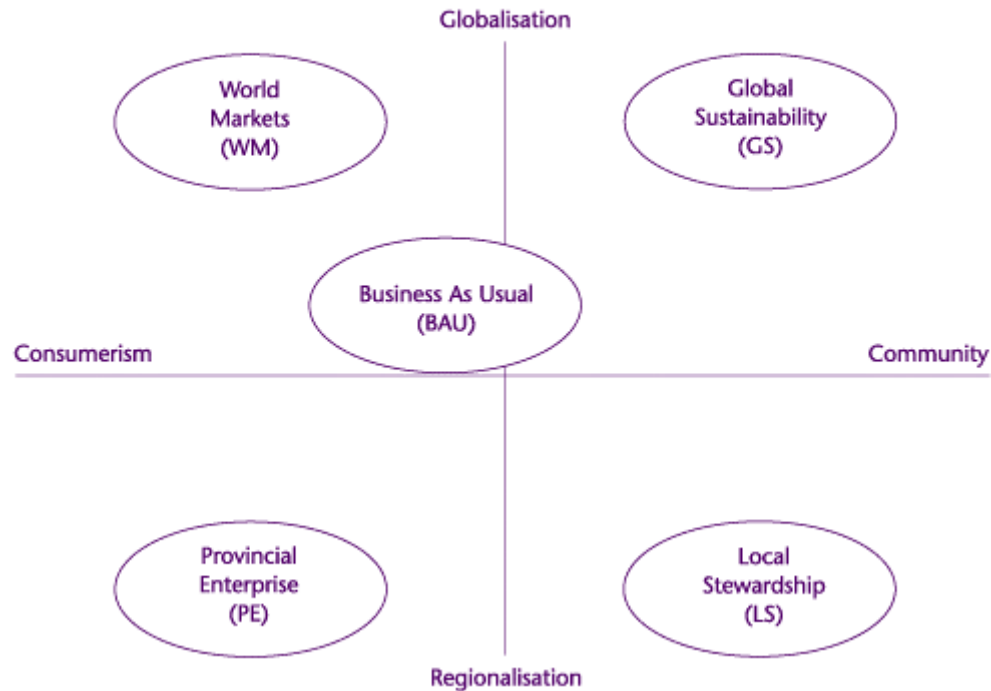 Globalisation
World
Markets
(WM)
Global
Sustainability
(GS)
Business As Usual
(BAU)
Consumerism
Community
Provincial
Enterprise
(PE)
Local
Stewardship
(LS)
Regionalisation